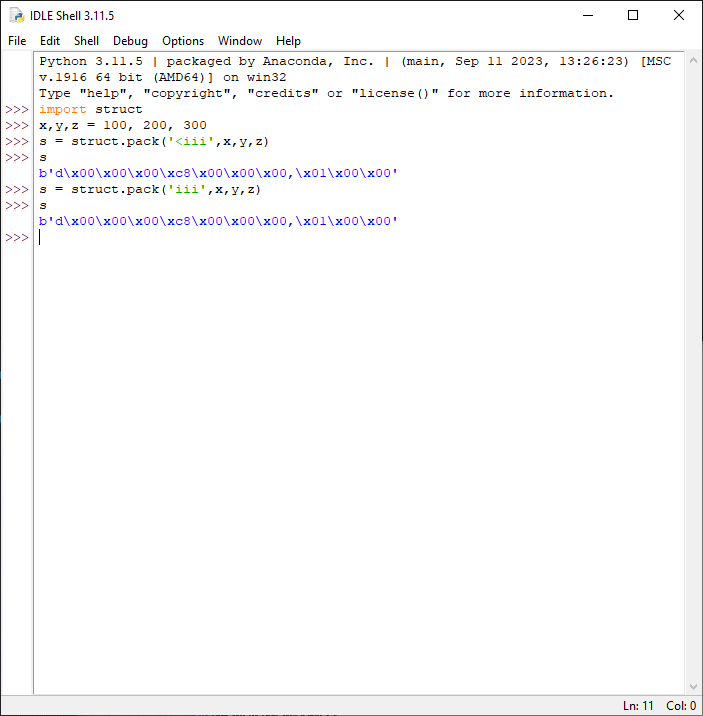 IDLE Shell 3.11.5
File Edit Shell Debug Options Window Help
Python 3.11.5 | packaged by Anaconda, Inc. | (main, Sep 11 2023, 13:26:23) [MSC
v.1916 64 bit (AMD64)] on win32
Type "help", "copyright", "credits" or "license()" for more information.
>>> import struct
>>> x,y,z = 100, 200, 300
>>> s = struct.pack('<iii',x,y,z)
>>> s
b'd\x00\x00\x00\xc8\x00\x00\x00,\x01\x00\x00'
>>> s = struct.pack('iii',x,y,z)
>>> s
b'd\x00\x00\x00\xc8\x00\x00\x00,\x01\x00\x00'
>>>
Ln: 11 Col: 0